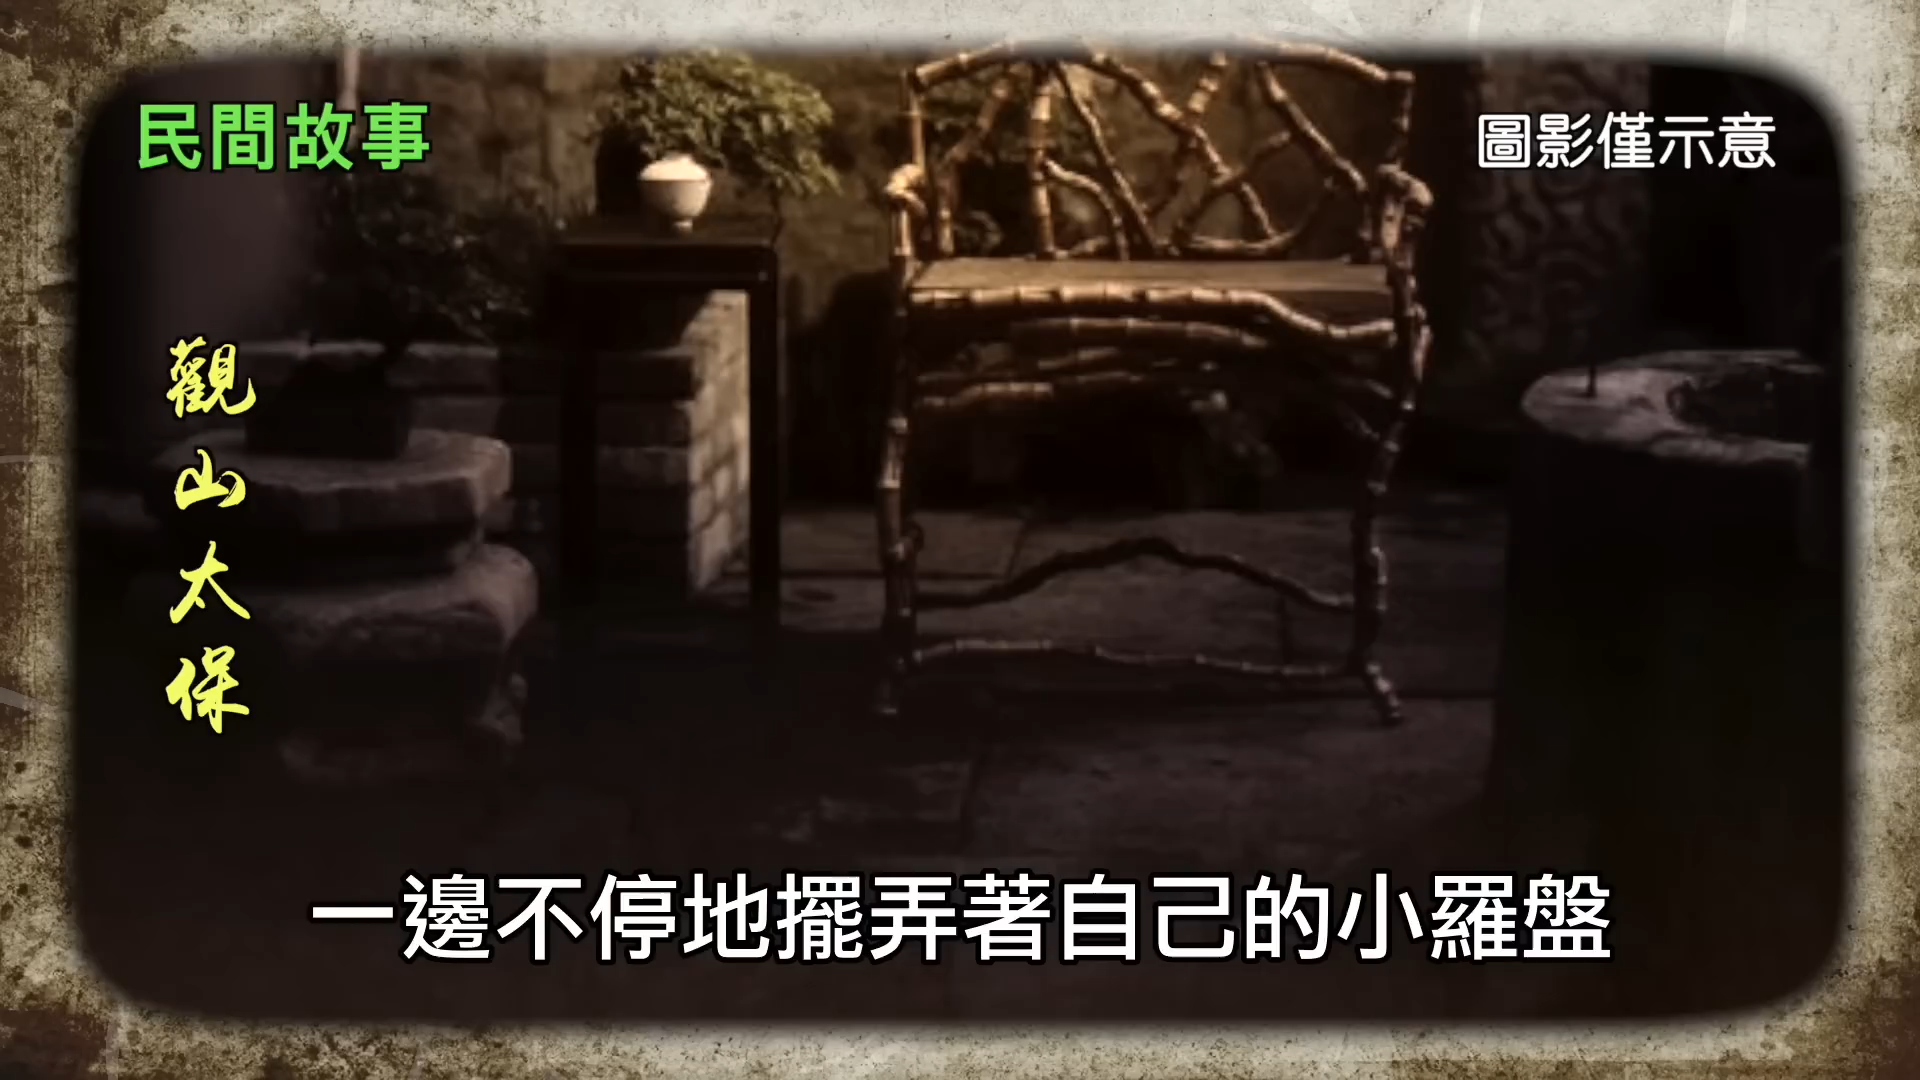 民間故事
圖影僅示意
觀山太保
一邊不停地擺弄著自己的小羅盤